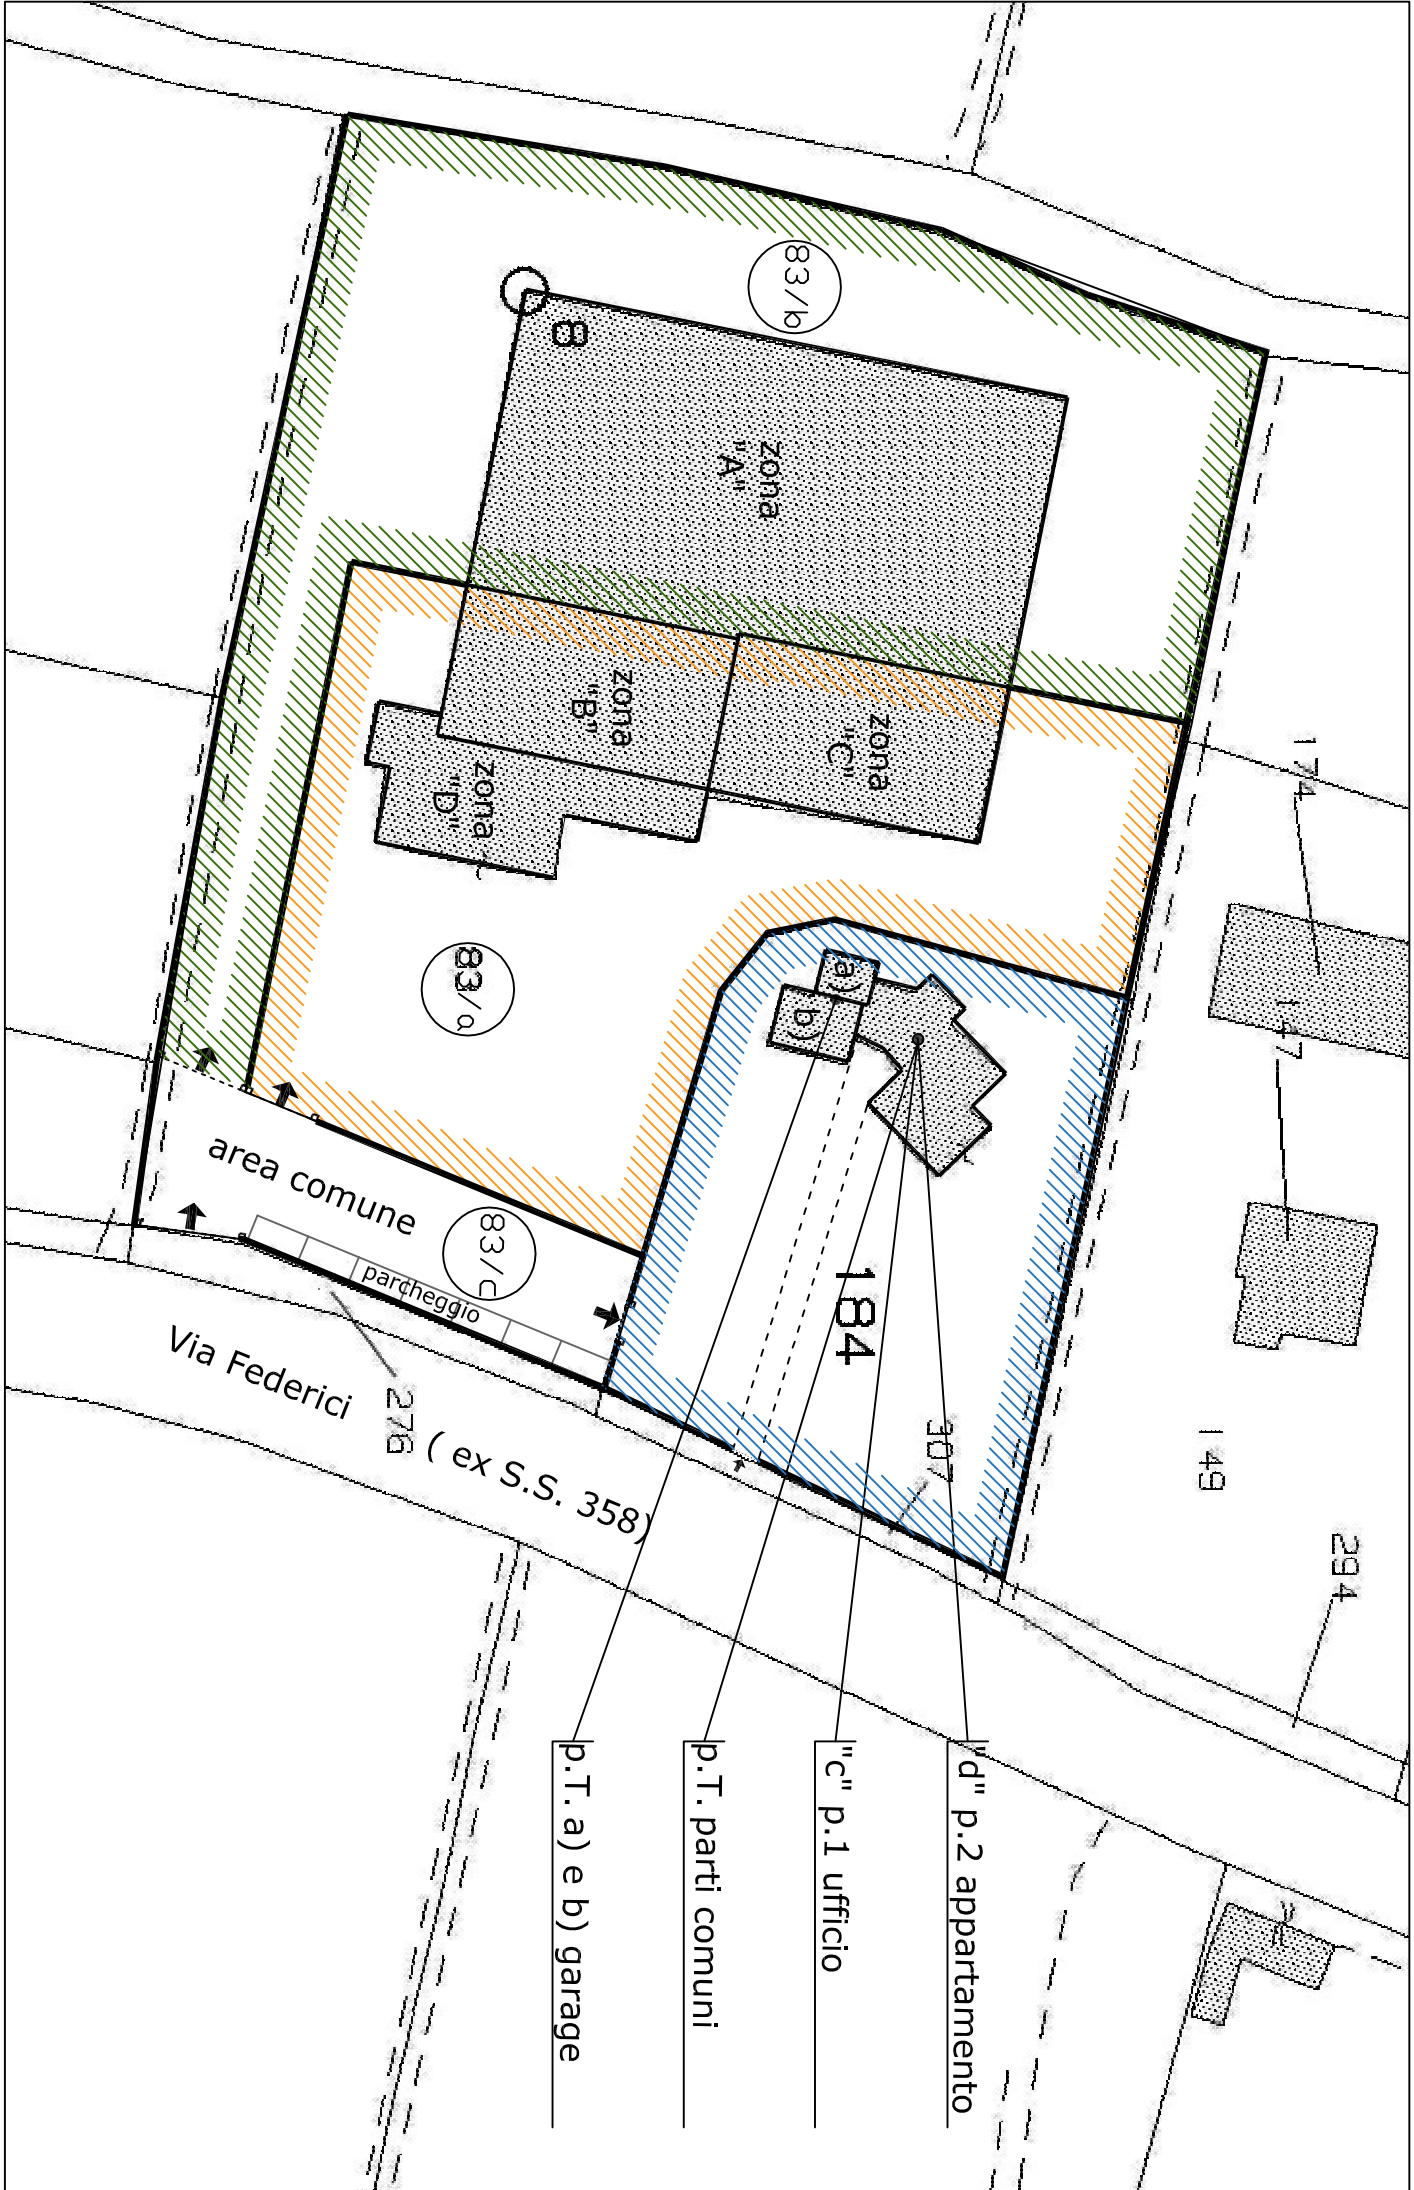 83/b
8
zona
"A"
zona
"B"
zona
"C"
zona
"D"
83/a
a)
b)
174
147
149
294
184
307
276
area comune
83/c
parcheggio
Via Federici
( ex S.S. 358)
"d" p.2 appartamento
"c" p.1 ufficio
p.T. parti comuni
p.T. a) e b) garage